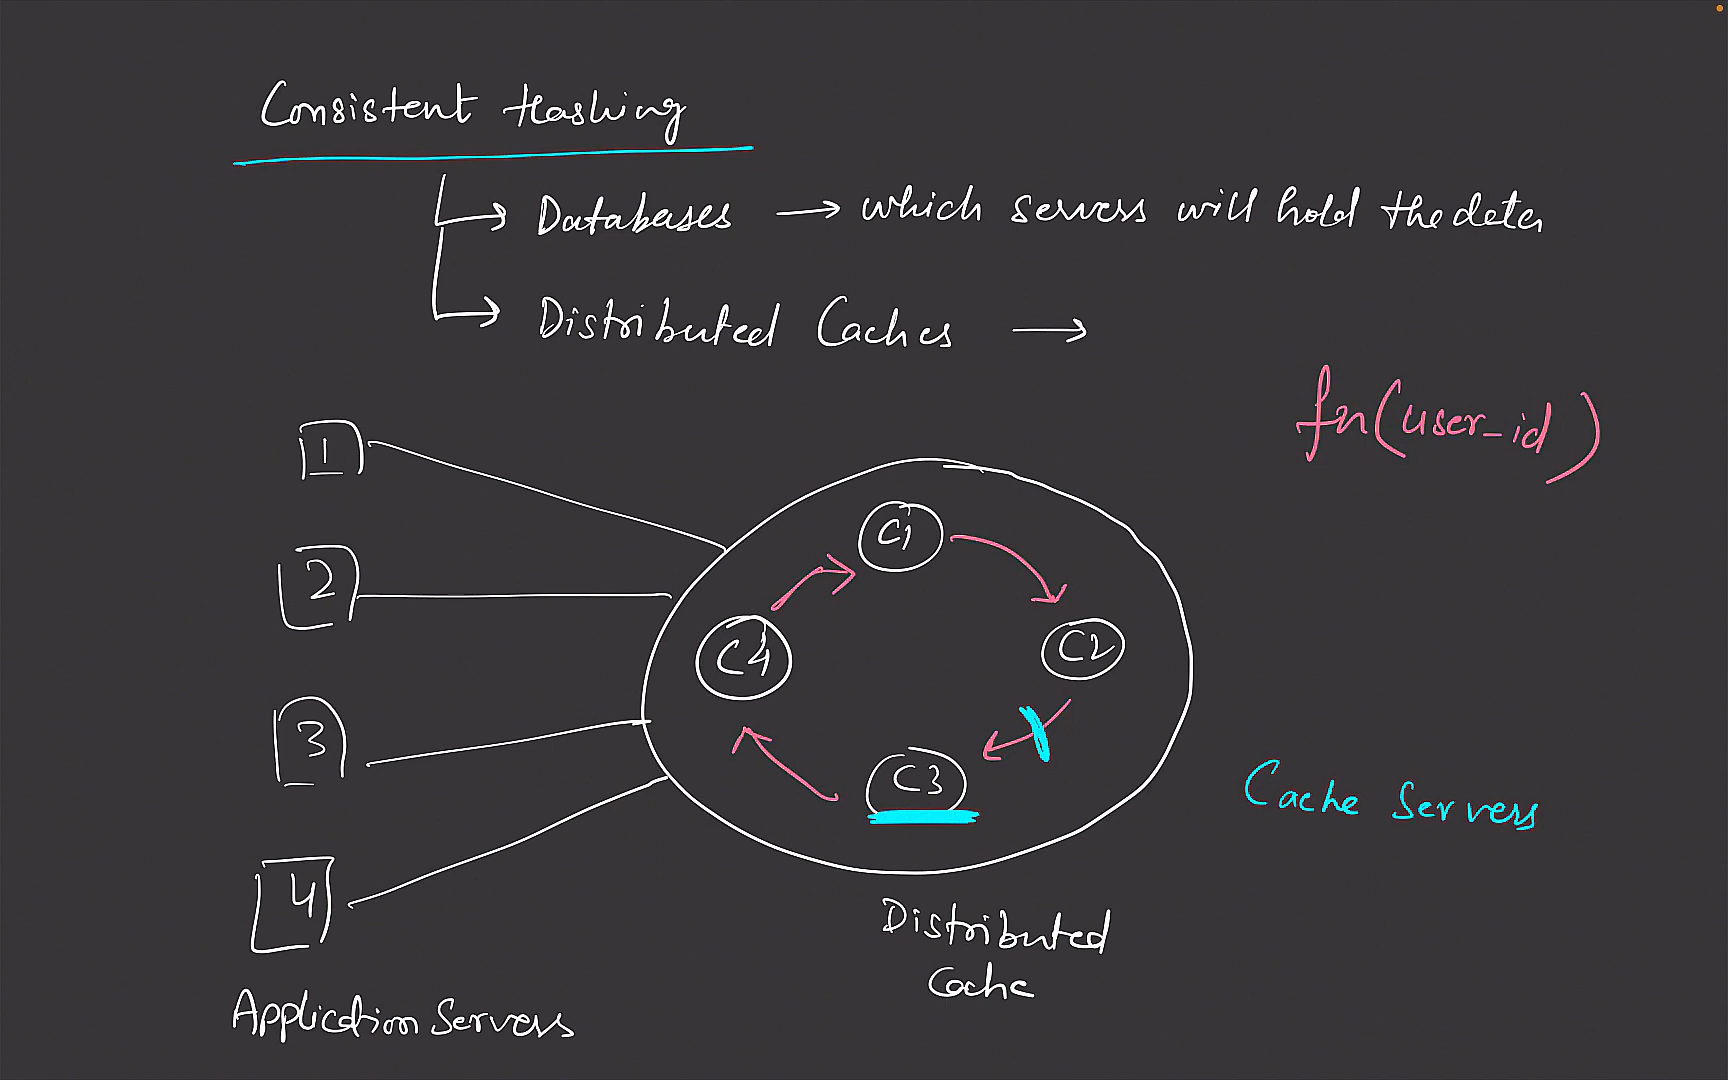 Consistent Hashing
Databases → which servers will hold the data
Distributed Caches →
fn(user_id)
1
2
3
4
C1
C2
C3
C4
Cache Servers
Distributed
Cache
Application Servers